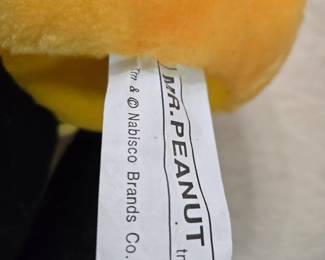 MR. PEANUT
Tm & © Nabisco Brands Co.